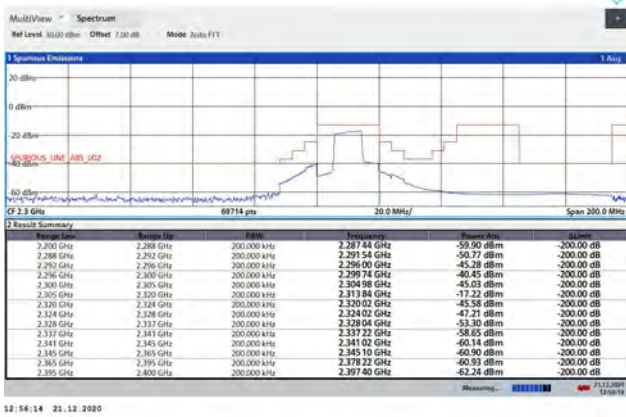 MultiView Spectrum
Ref Level 30.00 dBm Offset 7.00 dB Mode Auto FFT
1 Spurious Emissions 1 Avg
20 dBm
0 dBm
-20 dBm
SPURIOUS_LINE_ABS_U02
-40 dBm
-60 dBm
CF 2.3 GHz 69714 pts 20.0 MHz/ Span 200.0 MHz
2 Result Summary
Range Low Range Up RBW Frequency Power Abs ΔLimit
2.200 GHz 2.288 GHz 200.000 kHz 2.287 44 GHz -59.90 dBm -200.00 dB
2.288 GHz 2.292 GHz 200.000 kHz 2.291 54 GHz -50.77 dBm -200.00 dB
2.292 GHz 2.296 GHz 200.000 kHz 2.296 00 GHz -45.28 dBm -200.00 dB
2.296 GHz 2.300 GHz 200.000 kHz 2.299 74 GHz -40.45 dBm -200.00 dB
2.300 GHz 2.305 GHz 200.000 kHz 2.304 98 GHz -45.03 dBm -200.00 dB
2.305 GHz 2.320 GHz 200.000 kHz 2.313 84 GHz -17.22 dBm -200.00 dB
2.320 GHz 2.324 GHz 200.000 kHz 2.320 02 GHz -45.58 dBm -200.00 dB
2.324 GHz 2.328 GHz 200.000 kHz 2.324 02 GHz -47.21 dBm -200.00 dB
2.328 GHz 2.337 GHz 200.000 kHz 2.328 04 GHz -53.30 dBm -200.00 dB
2.337 GHz 2.341 GHz 200.000 kHz 2.337 22 GHz -58.65 dBm -200.00 dB
2.341 GHz 2.345 GHz 200.000 kHz 2.341 02 GHz -60.14 dBm -200.00 dB
2.345 GHz 2.365 GHz 200.000 kHz 2.345 10 GHz -60.90 dBm -200.00 dB
2.365 GHz 2.395 GHz 200.000 kHz 2.378 22 GHz -60.93 dBm -200.00 dB
2.395 GHz 2.400 GHz 200.000 kHz 2.397 40 GHz -62.24 dBm -200.00 dB
Measuring... 21.12.2020
12:56:13
12:56:14 21.12.2020